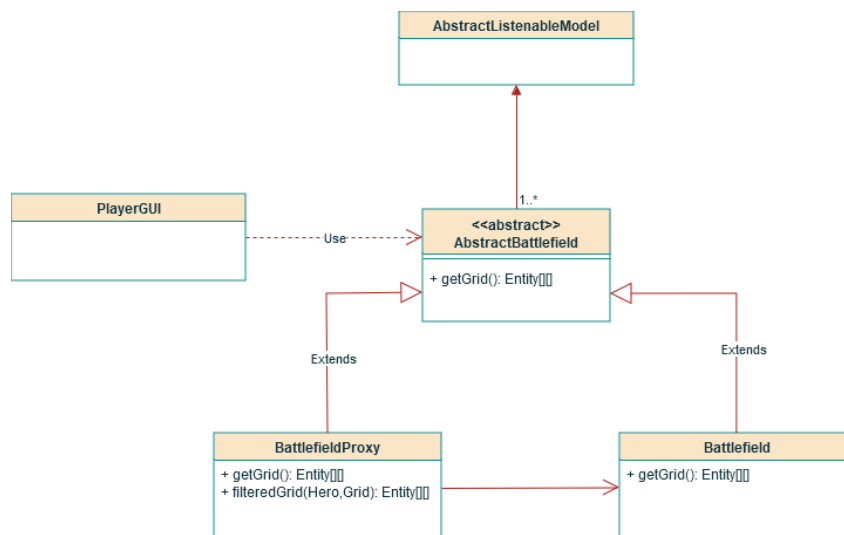 AbstractListenableModel
1..*
PlayerGUI
<<abstract>>
AbstractBattlefield
Use
+ getGrid(): Entity[][]
Extends
Extends
BattlefieldProxy
+ getGrid(): Entity[][]
+ filteredGrid(Hero,Grid): Entity[][]
Battlefield
+ getGrid(): Entity[][]